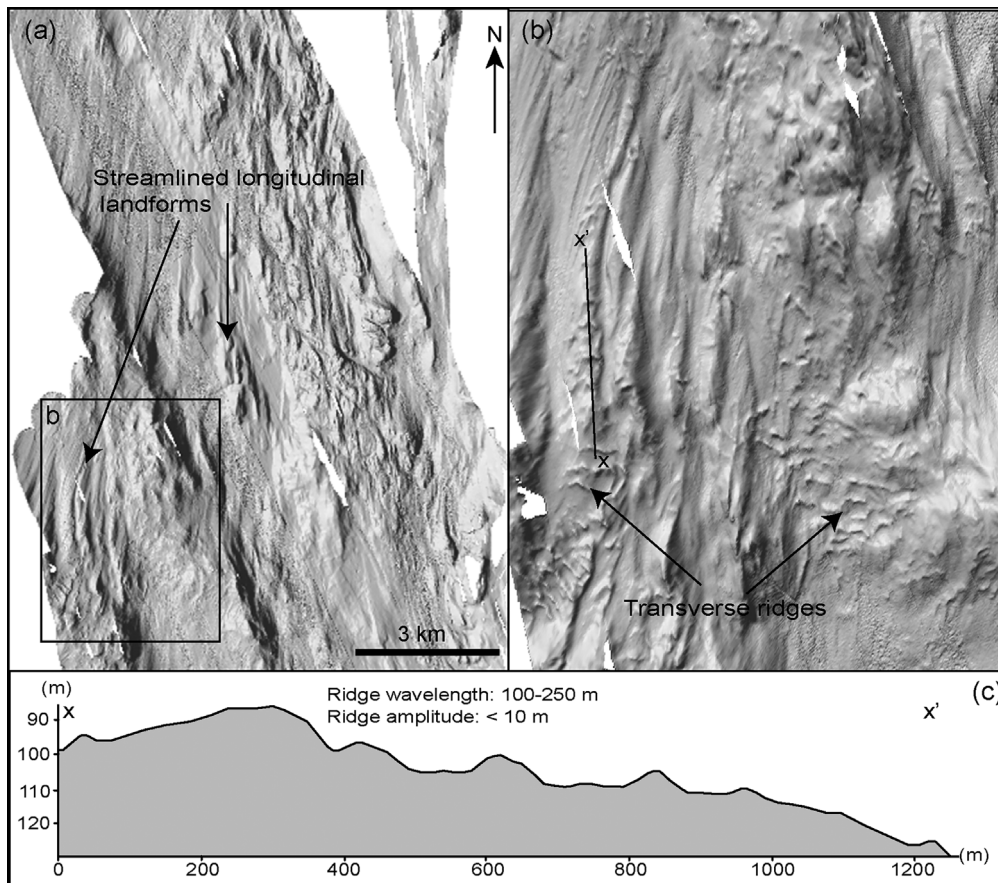 (a)
N
Streamlined longitudinal
landforms
b
3 km
(b)
x'
x
Transverse ridges
(c)
(m)
x
Ridge wavelength: 100-250 m
Ridge amplitude: < 10 m
x'
90
100
110
120
0 200 400 600 800 1000 1200 (m)